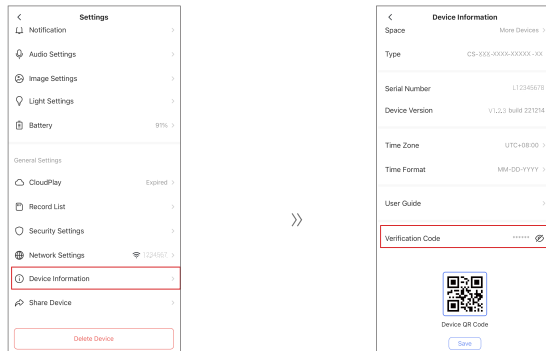 Settings
Notification
Audio Settings
Image Settings
Light Settings
Battery 91%
General Settings
CloudPlay Expired
Record List
Security Settings
Network Settings 1234567
Device Information
Share Device
Delete Device
Device Information
Space More Devices
Type CS-XXX-XXXX-XXXXX-XX
Serial Number L12345678
Device Version V1.2.3 build 221214
Time Zone UTC+08:00
Time Format MM-DD-YYYY
User Guide
Verification Code ******
Device QR Code
Save